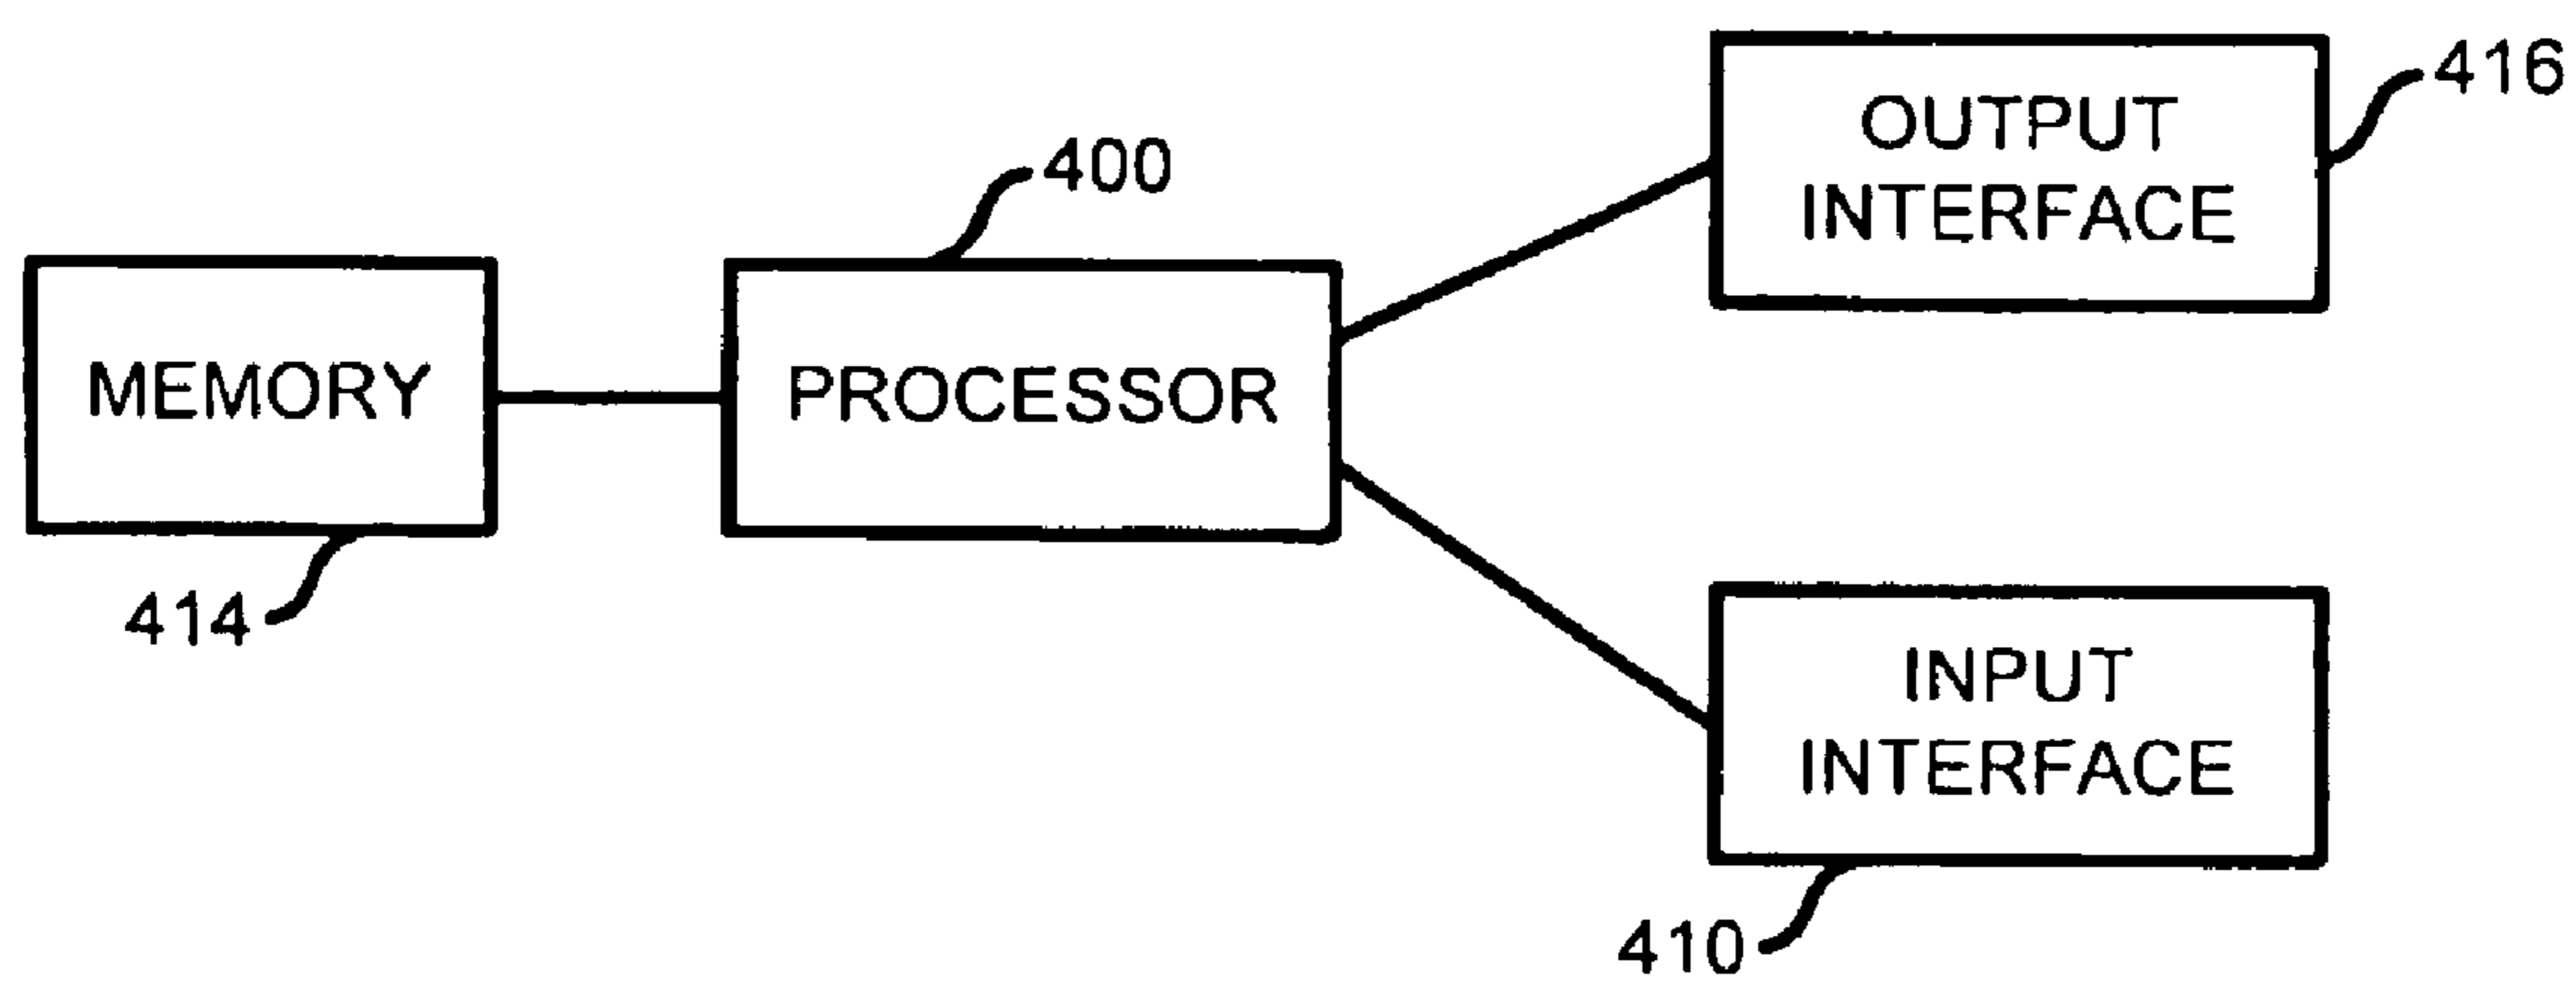 416
OUTPUT
INTERFACE
400
MEMORY
PROCESSOR
414
INPUT
INTERFACE
410